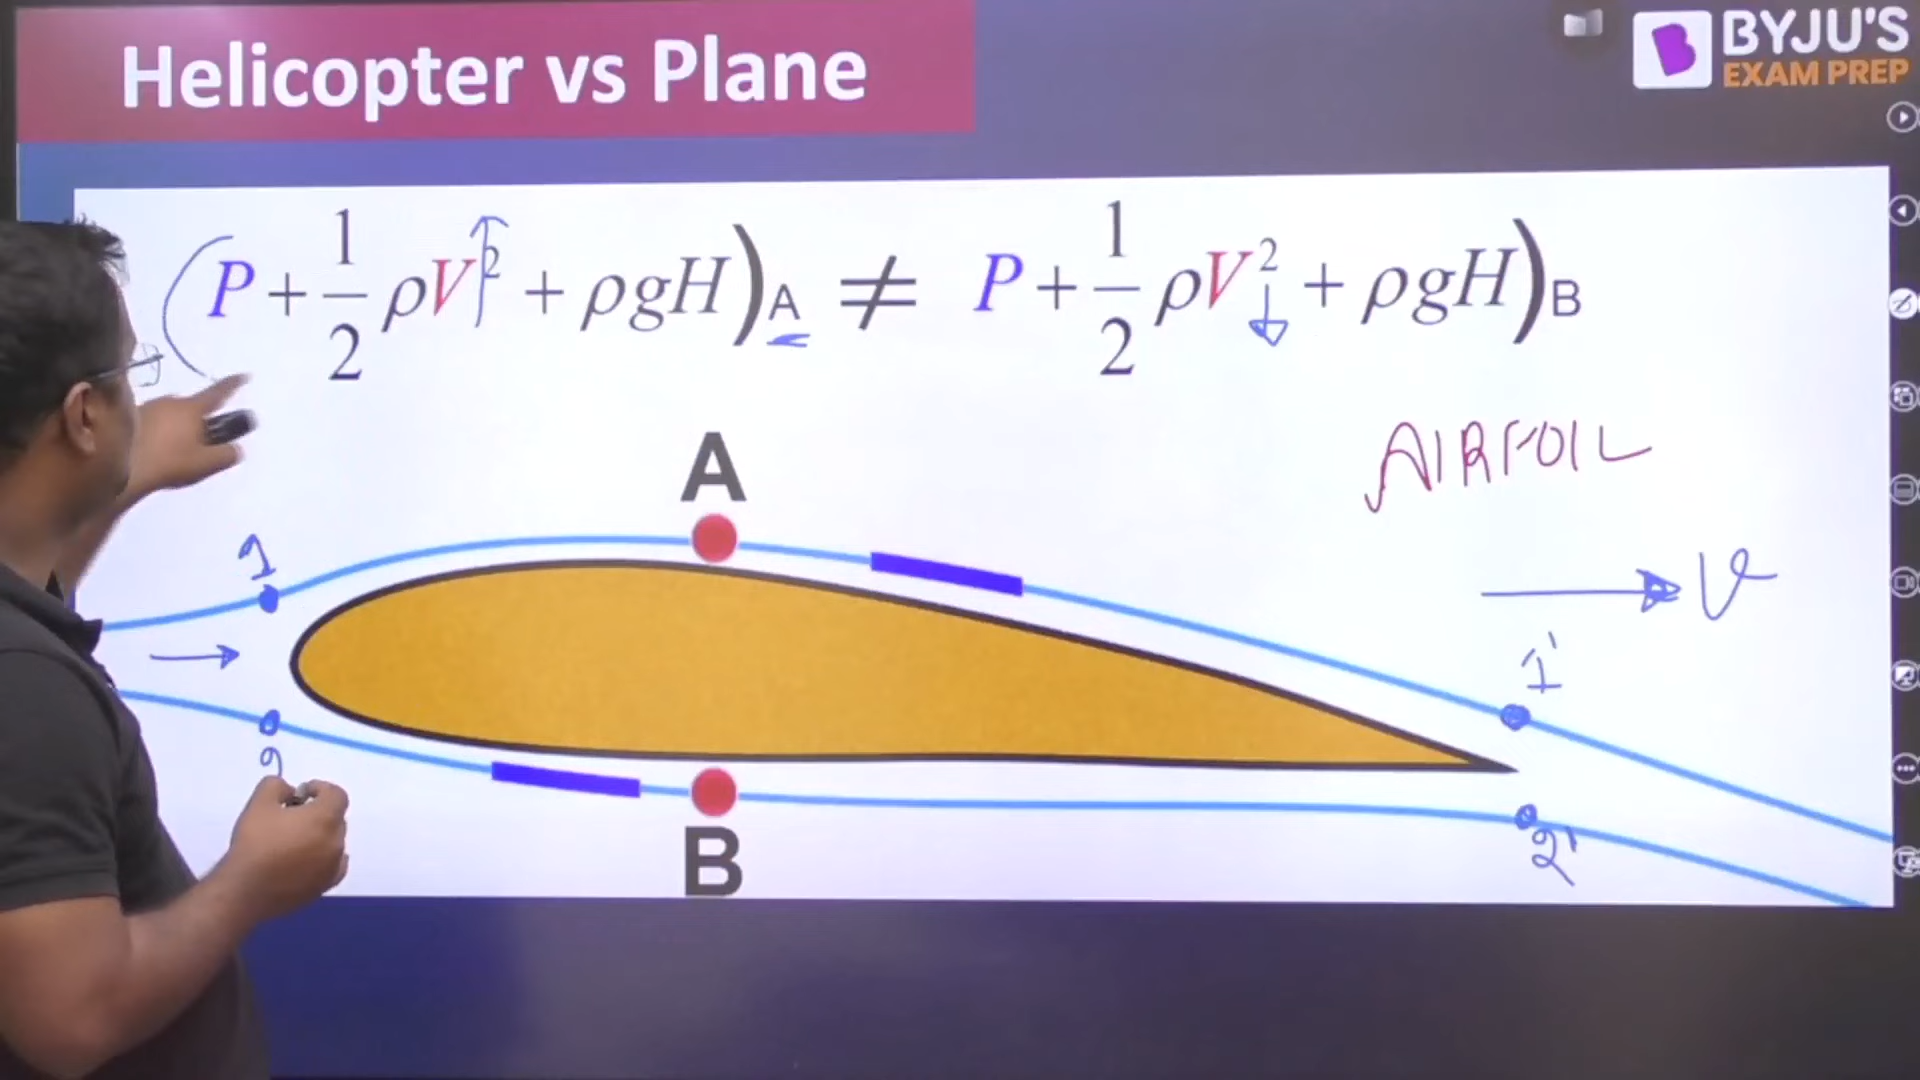 Helicopter vs Plane
BYJU'S
EXAM PREP
(P + 1/2 ρV² + ρgH)A ≠ P + 1/2 ρV² + ρgH)B
AIRFOIL
A
1
V
1'
2
2'
B